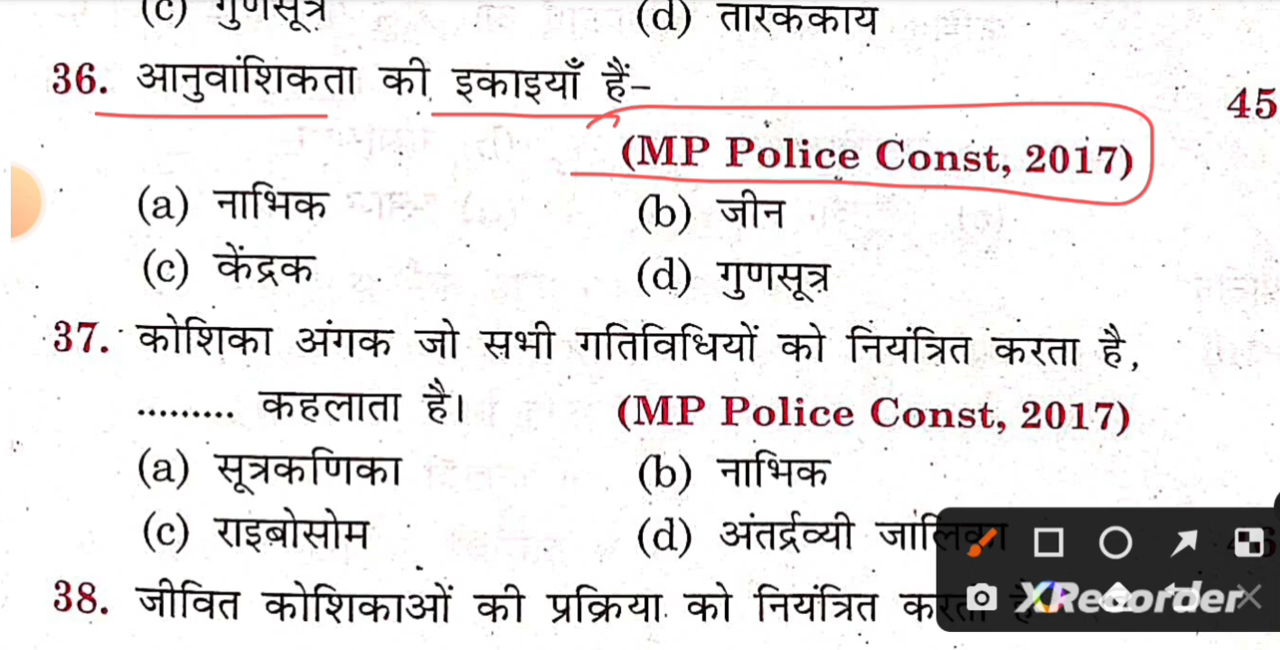 (c) गुणसूत्र (d) तारककाय
36. आनुवांशिकता की इकाइयाँ हैं–
45
(MP Police Const, 2017)
(a) नाभिक (b) जीन
(c) केंद्रक (d) गुणसूत्र
37. कोशिका अंगक जो सभी गतिविधियों को नियंत्रित करता है,
......... कहलाता है। (MP Police Const, 2017)
(a) सूत्रकणिका (b) नाभिक
(c) राइबोसोम (d) अंतर्द्रव्यी जालिका
38. जीवित कोशिकाओं की प्रक्रिया को नियंत्रित करता है
XRecorder